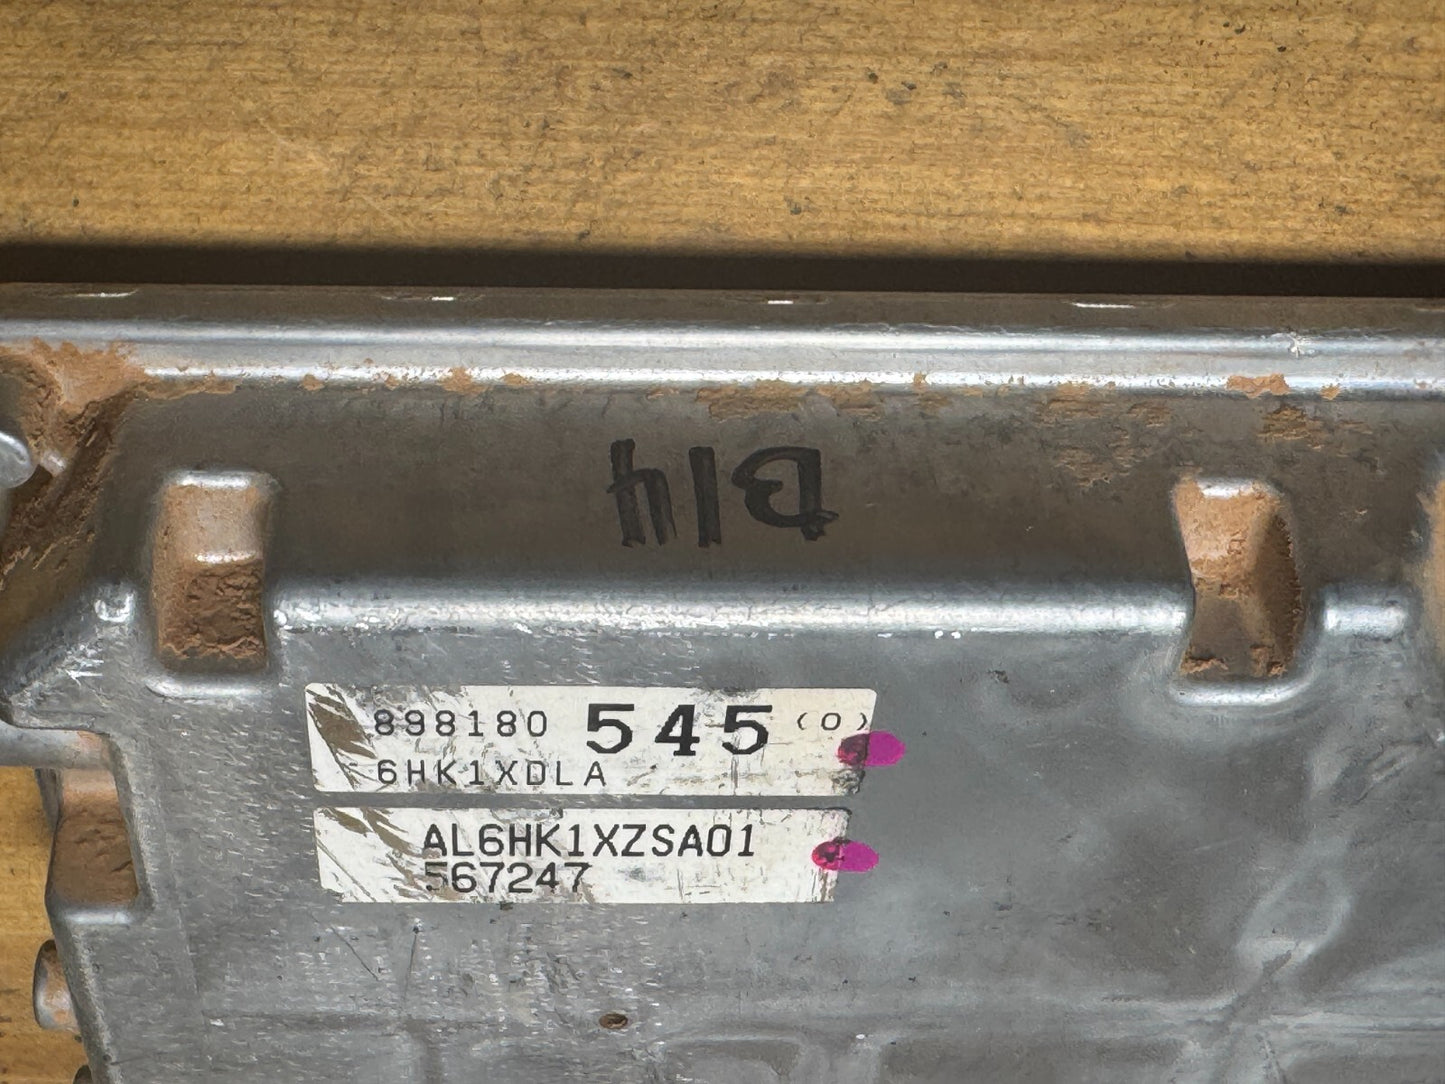 B14
898180 545 (0)
6HK1XDLA
AL6HK1XZSA01
567247